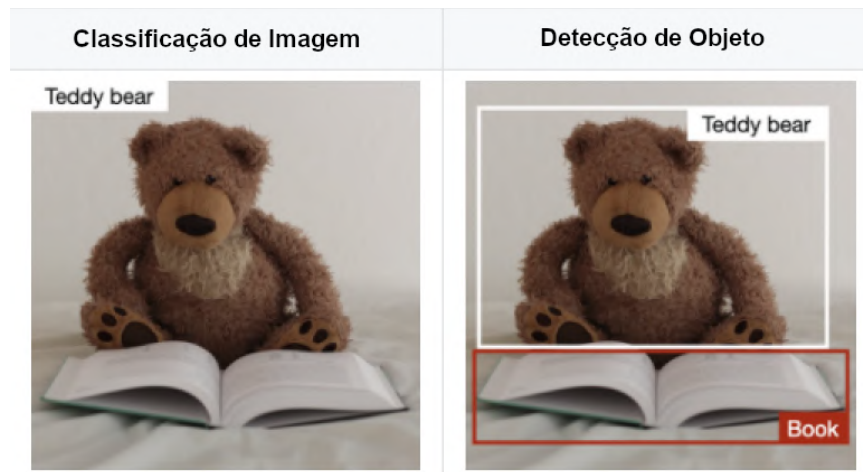 Classificação de Imagem
Detecção de Objeto
Teddy bear
Teddy bear
Book